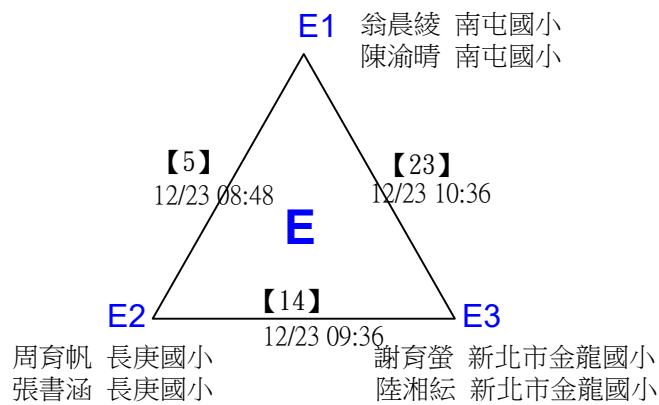 E1
翁晨綾 南屯國小
陳渝晴 南屯國小
【5】
12/23 08:48
【23】
12/23 10:36
E
【14】
12/23 09:36
E2
周育帆 長庚國小
張書涵 長庚國小
E3
謝育螢 新北市金龍國小
陸湘紜 新北市金龍國小